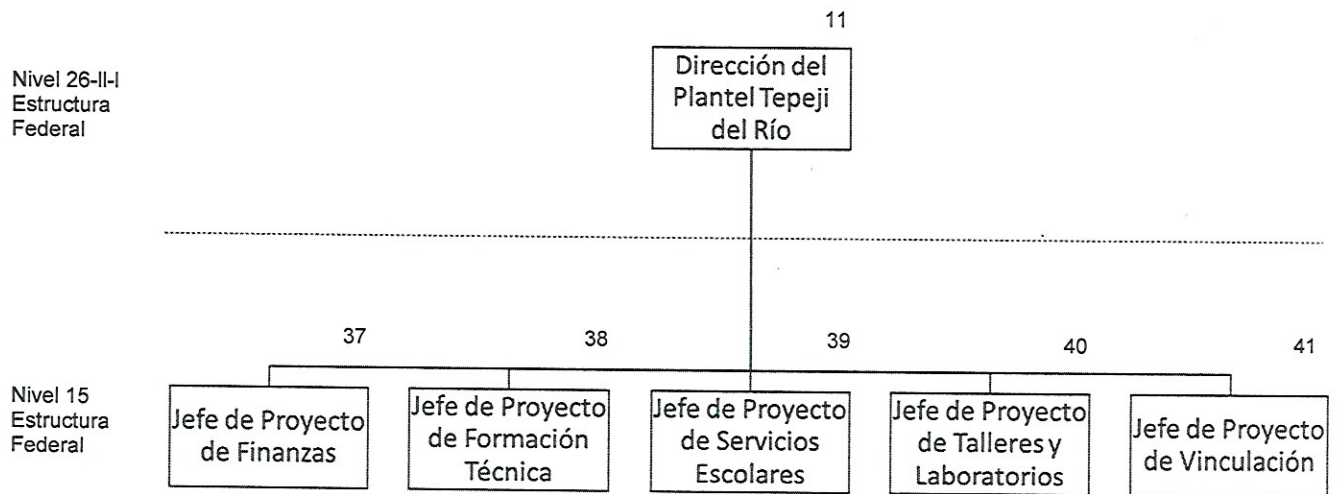 11
Nivel 26-II-I
Estructura
Federal
Dirección del
Plantel Tepeji
del Río
37
38
39
40
41
Nivel 15
Estructura
Federal
Jefe de Proyecto
de Finanzas
Jefe de Proyecto
de Formación
Técnica
Jefe de Proyecto
de Servicios
Escolares
Jefe de Proyecto
de Talleres y
Laboratorios
Jefe de Proyecto
de Vinculación